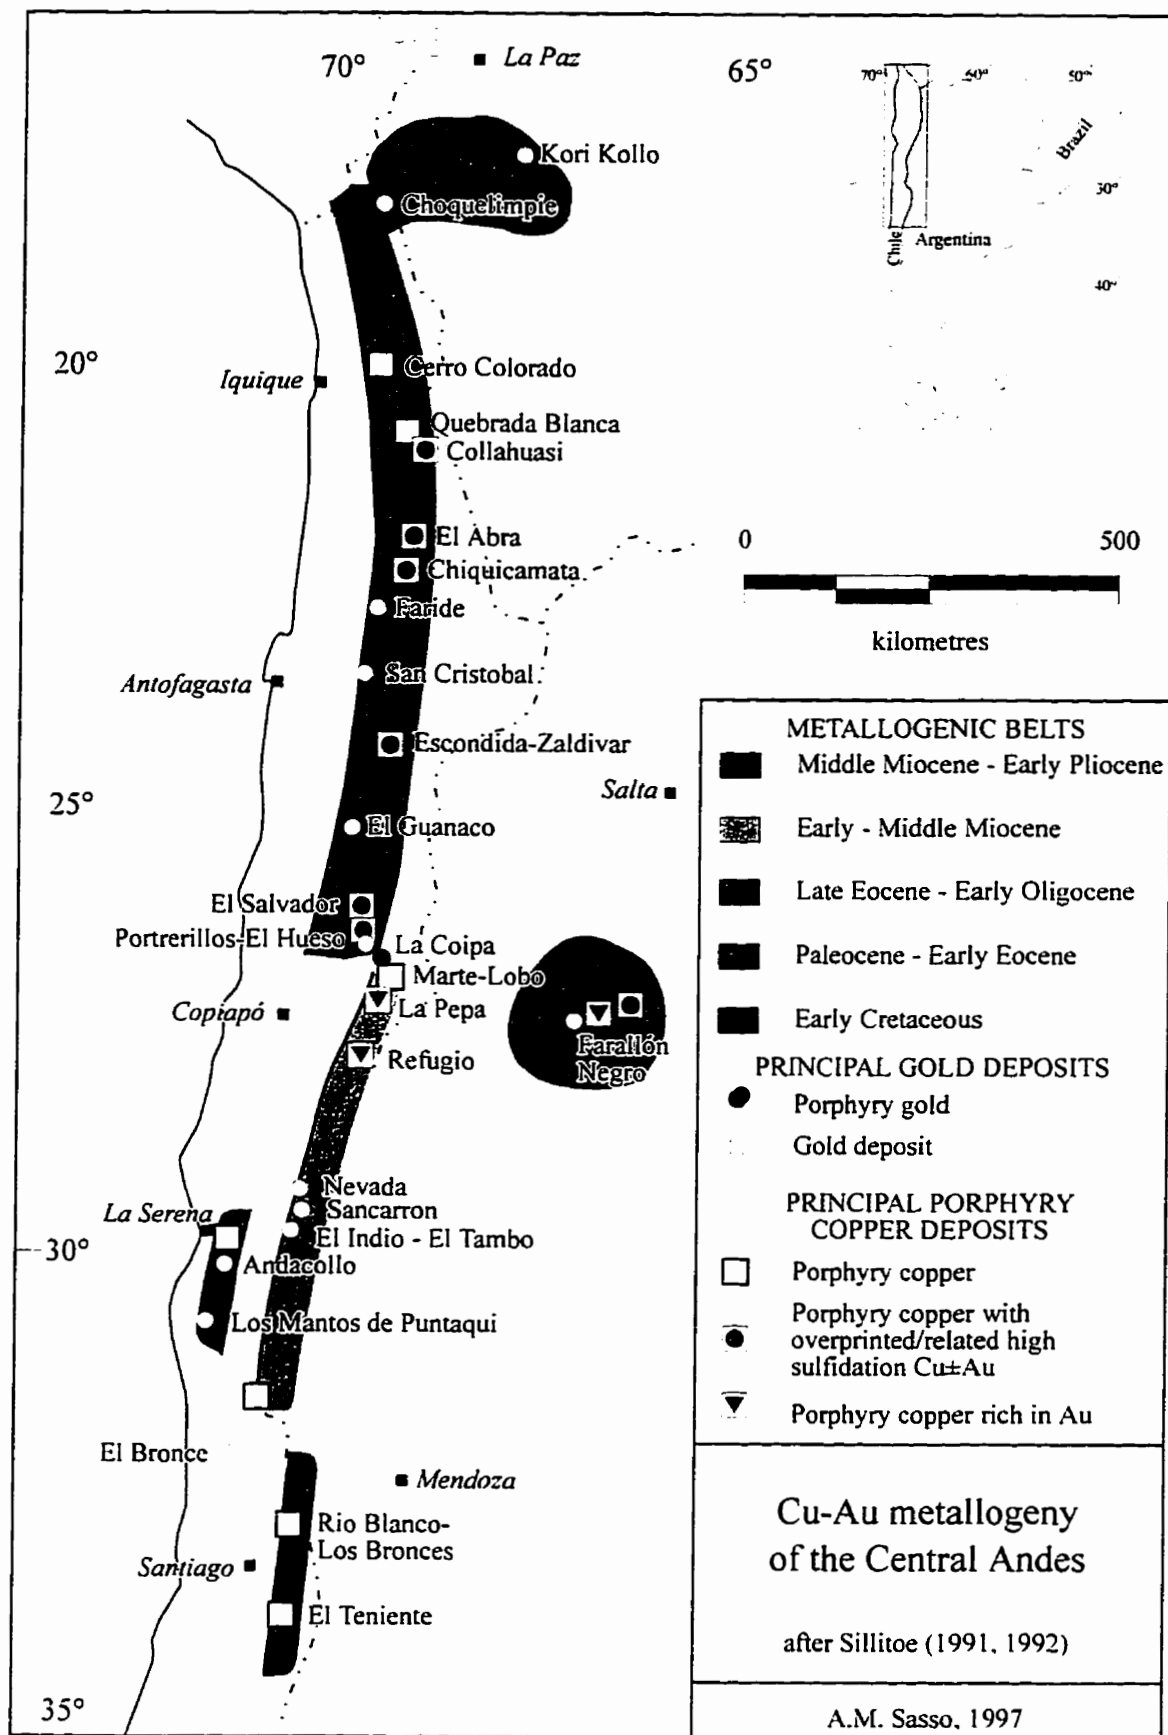 70°
La Paz
65°
70°
60°
50°
Brazil
30°
Chile
Argentina
40°
Kori Kollo
Choquelimpie
20°
Iquique
Cerro Colorado
Quebrada Blanca
Collahuasi
El Abra
Chiquicamata
Faride
San Cristobal
Antofagasta
Escondida-Zaldivar
25°
Salta
El Guanaco
El Salvador
Portrerillos-El Hueso
La Coipa
Marte-Lobo
La Pepa
Copiapó
Refugio
Farallón
Negro
Nevada
Sancarron
La Serena
El Indio - El Tambo
30°
Andacollo
Los Mantos de Puntaqui
El Bronce
Mendoza
Rio Blanco-
Los Bronces
Santiago
El Teniente
35°
0
500
kilometres
METALLOGENIC BELTS
Middle Miocene - Early Pliocene
Early - Middle Miocene
Late Eocene - Early Oligocene
Paleocene - Early Eocene
Early Cretaceous
PRINCIPAL GOLD DEPOSITS
Porphyry gold
Gold deposit
PRINCIPAL PORPHYRY
COPPER DEPOSITS
Porphyry copper
Porphyry copper with
overprinted/related high
sulfidation Cu±Au
Porphyry copper rich in Au
Cu-Au metallogeny
of the Central Andes
after Sillitoe (1991, 1992)
A.M. Sasso, 1997